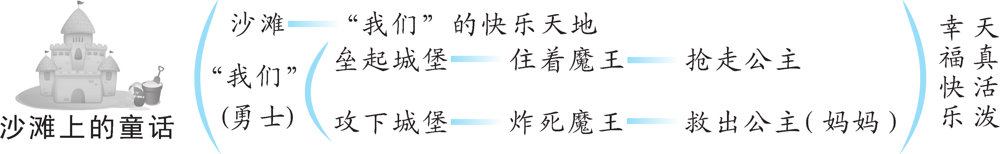 沙滩上的童话
沙滩
“我们”的快乐天地
“我们”
(勇士)
垒起城堡
住着魔王
抢走公主
攻下城堡
炸死魔王
救出公主(妈妈)
幸福快乐
天真活泼